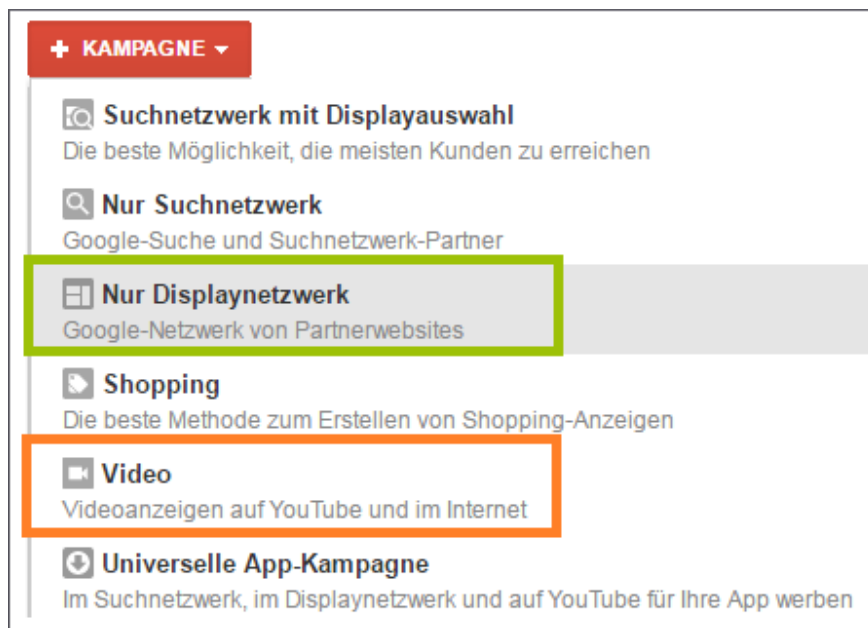 + KAMPAGNE
Suchnetzwerk mit Displayauswahl
Die beste Möglichkeit, die meisten Kunden zu erreichen
Nur Suchnetzwerk
Google-Suche und Suchnetzwerk-Partner
Nur Displaynetzwerk
Google-Netzwerk von Partnerwebsites
Shopping
Die beste Methode zum Erstellen von Shopping-Anzeigen
Video
Videoanzeigen auf YouTube und im Internet
Universelle App-Kampagne
Im Suchnetzwerk, im Displaynetzwerk und auf YouTube für Ihre App werben